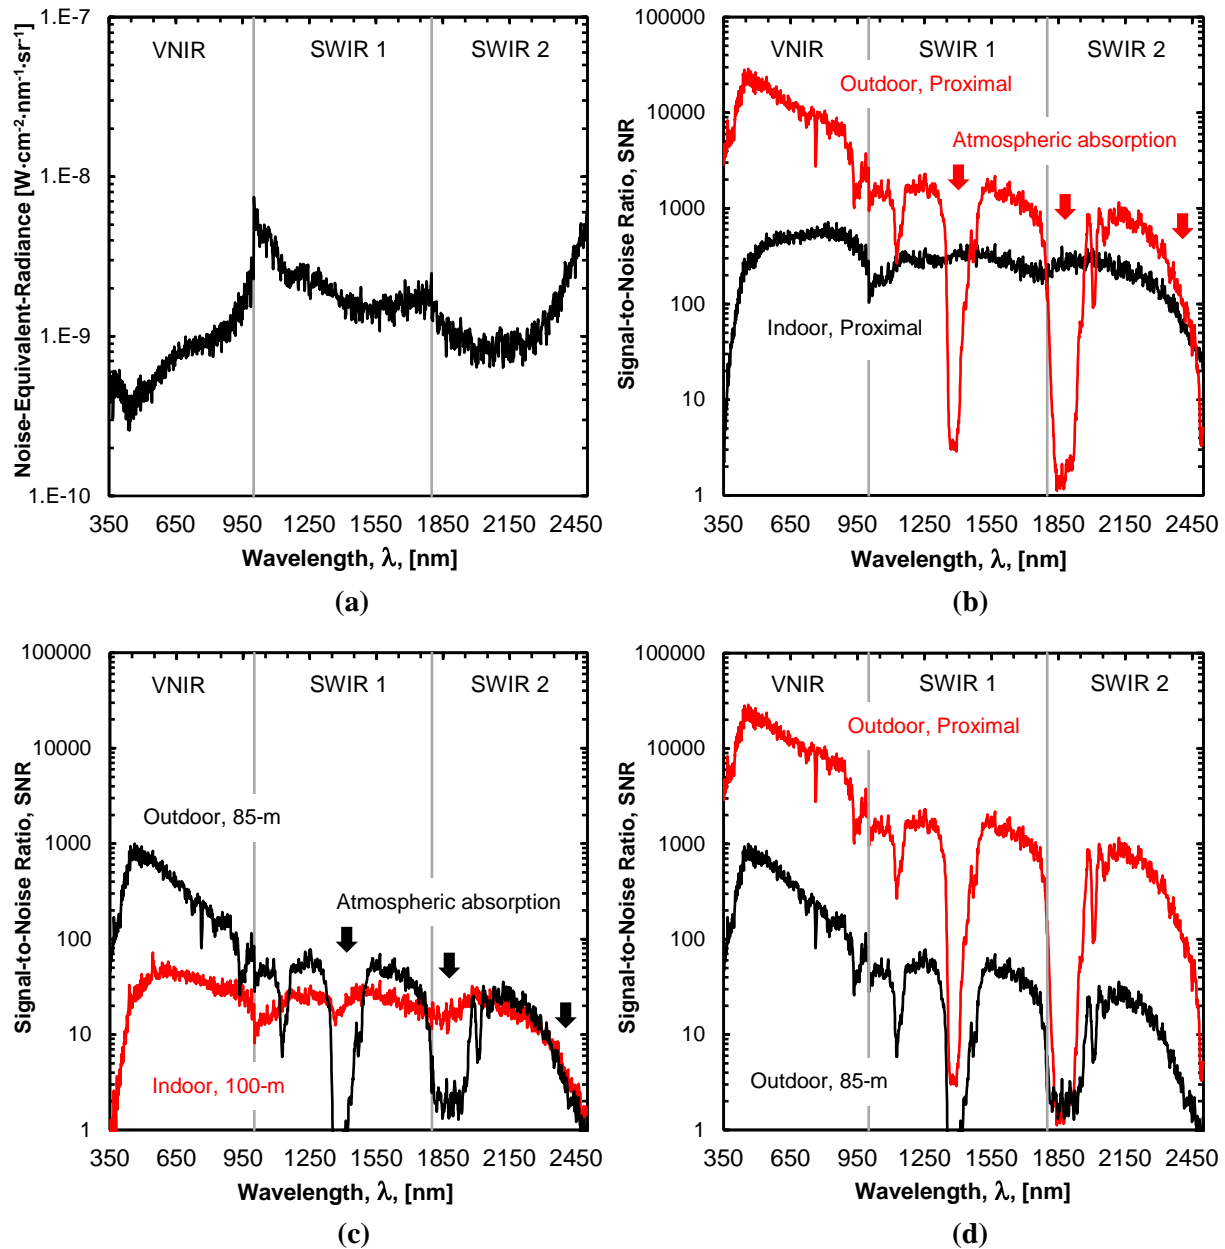 1.E-7
1.E-8
1.E-9
1.E-10
Noise-Equivalent-Radiance [W·cm⁻²·nm⁻¹·sr⁻¹]
VNIR
SWIR 1
SWIR 2
350 650 950 1250 1550 1850 2150 2450
Wavelength, λ, [nm]
(a)
100000
10000
1000
100
10
1
Signal-to-Noise Ratio, SNR
VNIR
SWIR 1
SWIR 2
Outdoor, Proximal
Atmospheric absorption
Indoor, Proximal
350 650 950 1250 1550 1850 2150 2450
Wavelength, λ, [nm]
(b)
100000
10000
1000
100
10
1
Signal-to-Noise Ratio, SNR
VNIR
SWIR 1
SWIR 2
Outdoor, 85-m
Atmospheric absorption
Indoor, 100-m
350 650 950 1250 1550 1850 2150 2450
Wavelength, λ, [nm]
(c)
100000
10000
1000
100
10
1
Signal-to-Noise Ratio, SNR
VNIR
SWIR 1
SWIR 2
Outdoor, Proximal
Outdoor, 85-m
350 650 950 1250 1550 1850 2150 2450
Wavelength, λ, [nm]
(d)